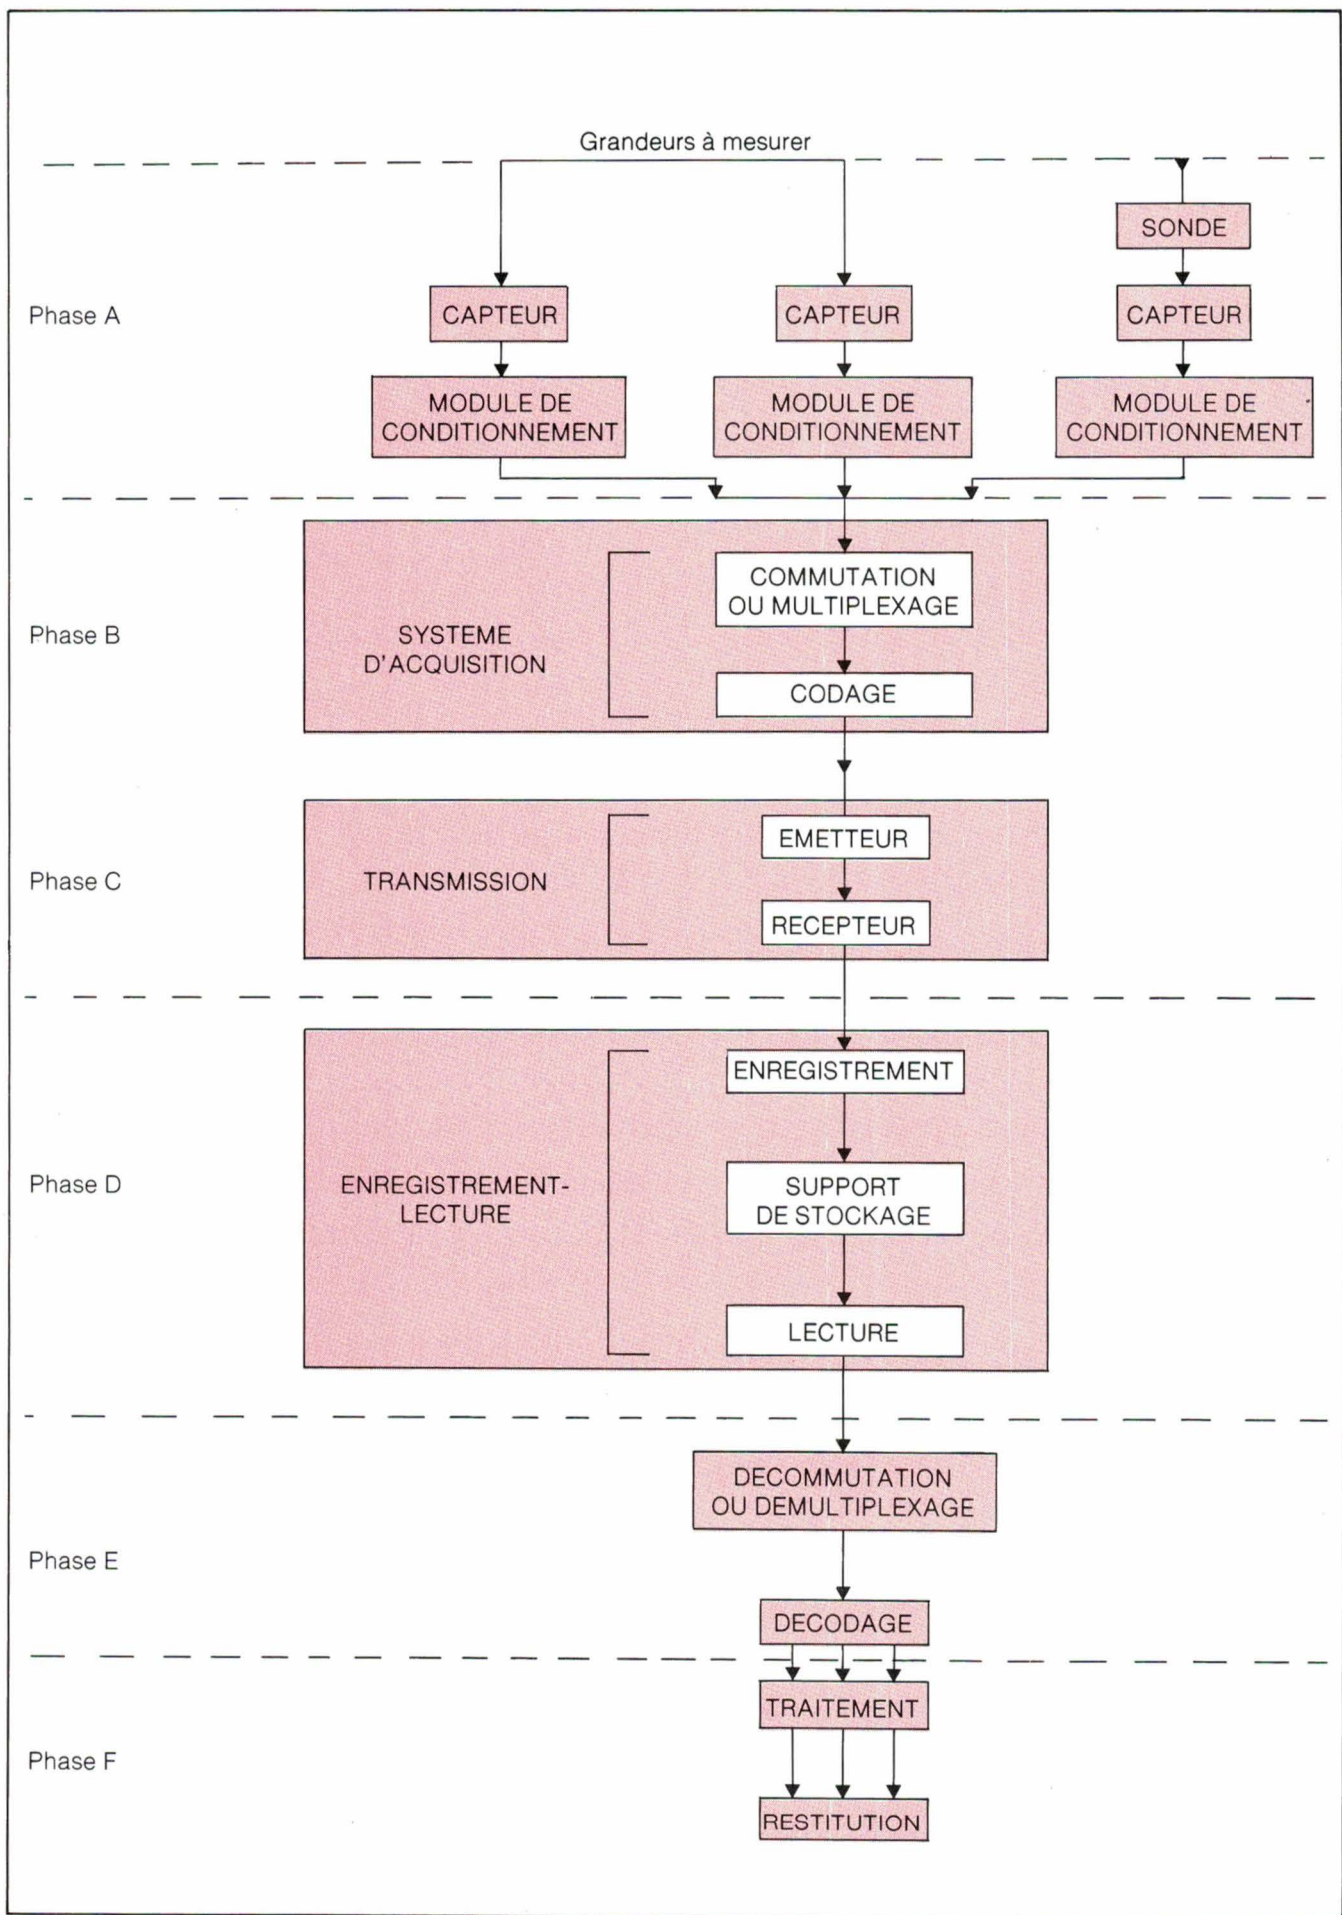 Grandeurs à mesurer
SONDE
Phase A
CAPTEUR
CAPTEUR
CAPTEUR
MODULE DE
CONDITIONNEMENT
MODULE DE
CONDITIONNEMENT
MODULE DE
CONDITIONNEMENT
Phase B
SYSTEME
D'ACQUISITION
COMMUTATION
OU MULTIPLEXAGE
CODAGE
Phase C
TRANSMISSION
EMETTEUR
RECEPTEUR
Phase D
ENREGISTREMENT-
LECTURE
ENREGISTREMENT
SUPPORT
DE STOCKAGE
LECTURE
Phase E
DECOMMUTATION
OU DEMULTIPLEXAGE
DECODAGE
Phase F
TRAITEMENT
RESTITUTION